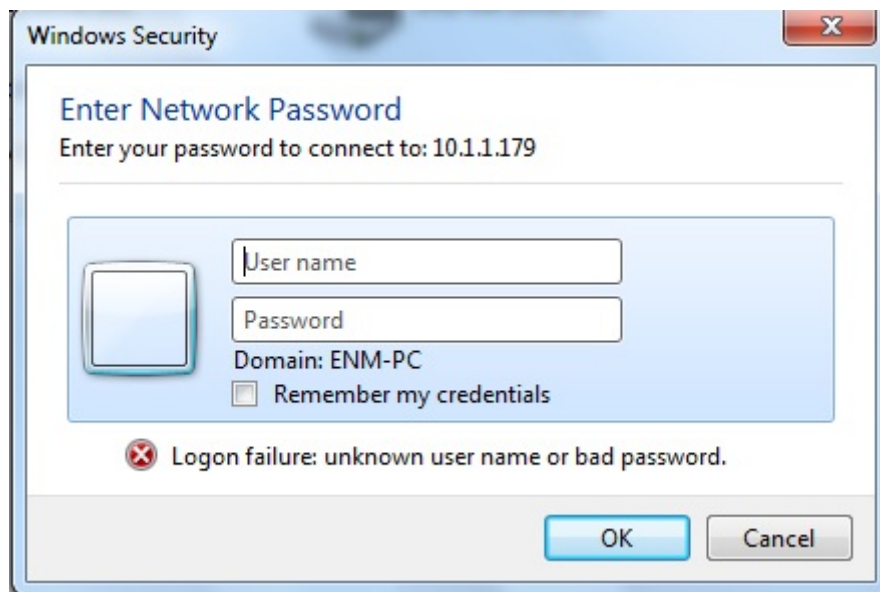 Windows Security
Enter Network Password
Enter your password to connect to: 10.1.1.179
User name
Password
Domain: ENM-PC
Remember my credentials
Logon failure: unknown user name or bad password.
OK
Cancel